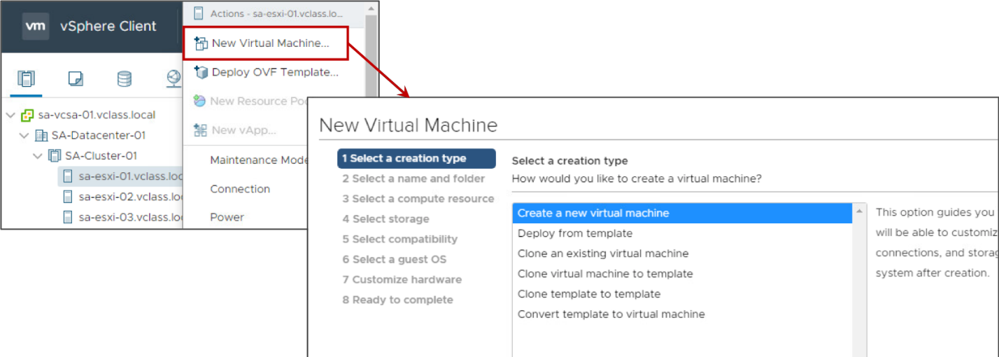 vm vSphere Client
sa-vcsa-01.vclass.local
SA-Datacenter-01
SA-Cluster-01
sa-esxi-01.vclass.loc
sa-esxi-02.vclass.lo
sa-esxi-03.vclass.lo
Actions - sa-esxi-01.vclass.lo...
New Virtual Machine...
Deploy OVF Template...
New Resource Poo
New vApp...
Maintenance Mode
Connection
Power
New Virtual Machine
1 Select a creation type
2 Select a name and folder
3 Select a compute resource
4 Select storage
5 Select compatibility
6 Select a guest OS
7 Customize hardware
8 Ready to complete
Select a creation type
How would you like to create a virtual machine?
Create a new virtual machine
Deploy from template
Clone an existing virtual machine
Clone virtual machine to template
Clone template to template
Convert template to virtual machine
This option guides you
will be able to customiz
connections, and storag
system after creation.